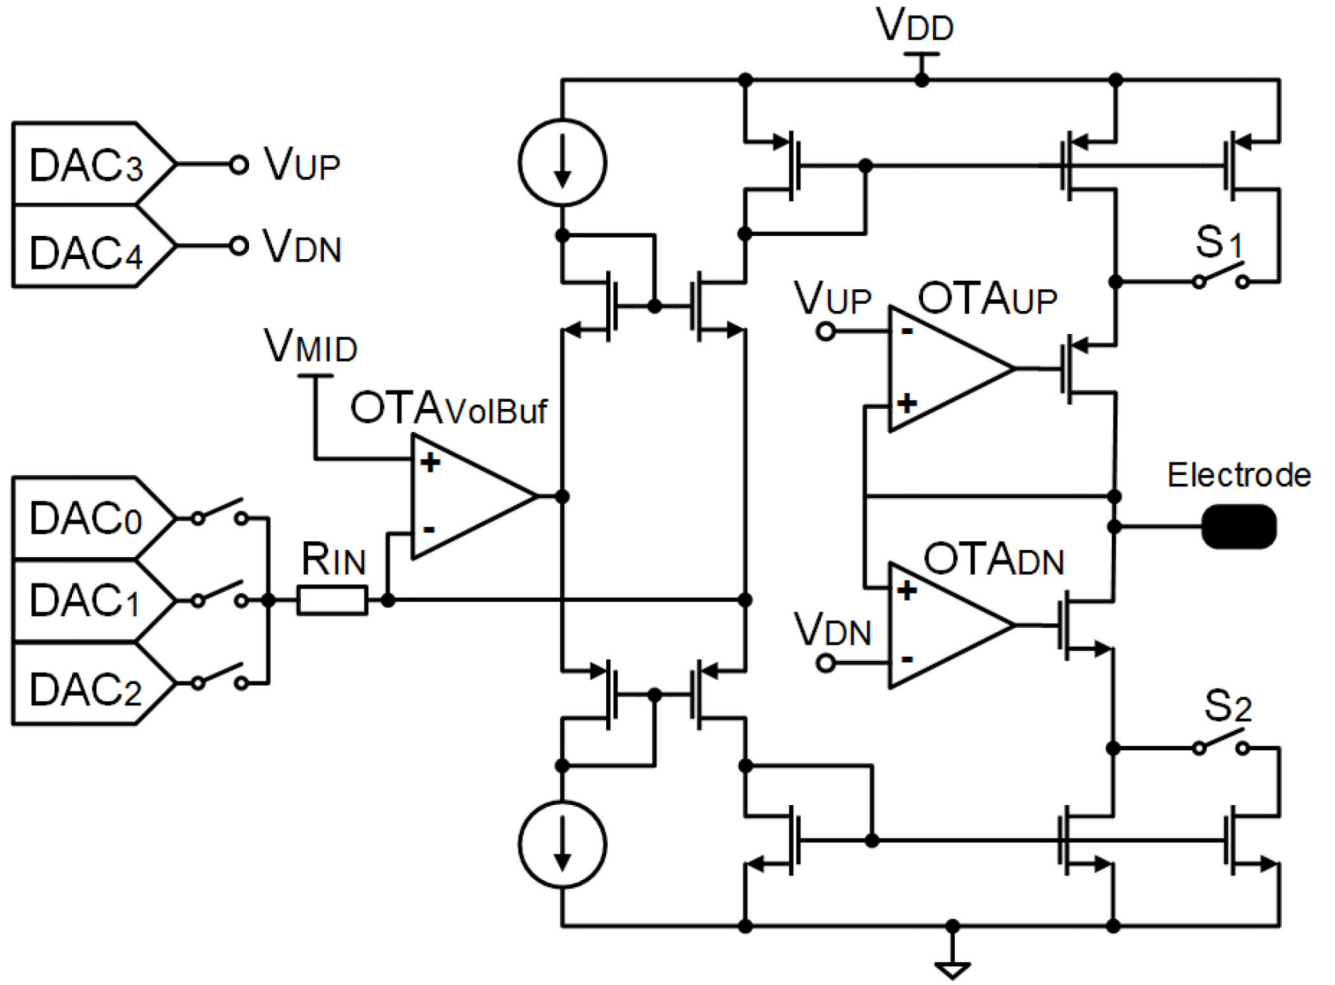 VDD
DAC3
VUP
DAC4
VDN
S1
VUP
OTAUP
-
+
VMID
OTAVolBuf
+
-
Electrode
DAC0
DAC1
DAC2
RIN
OTADN
+
-
VDN
S2